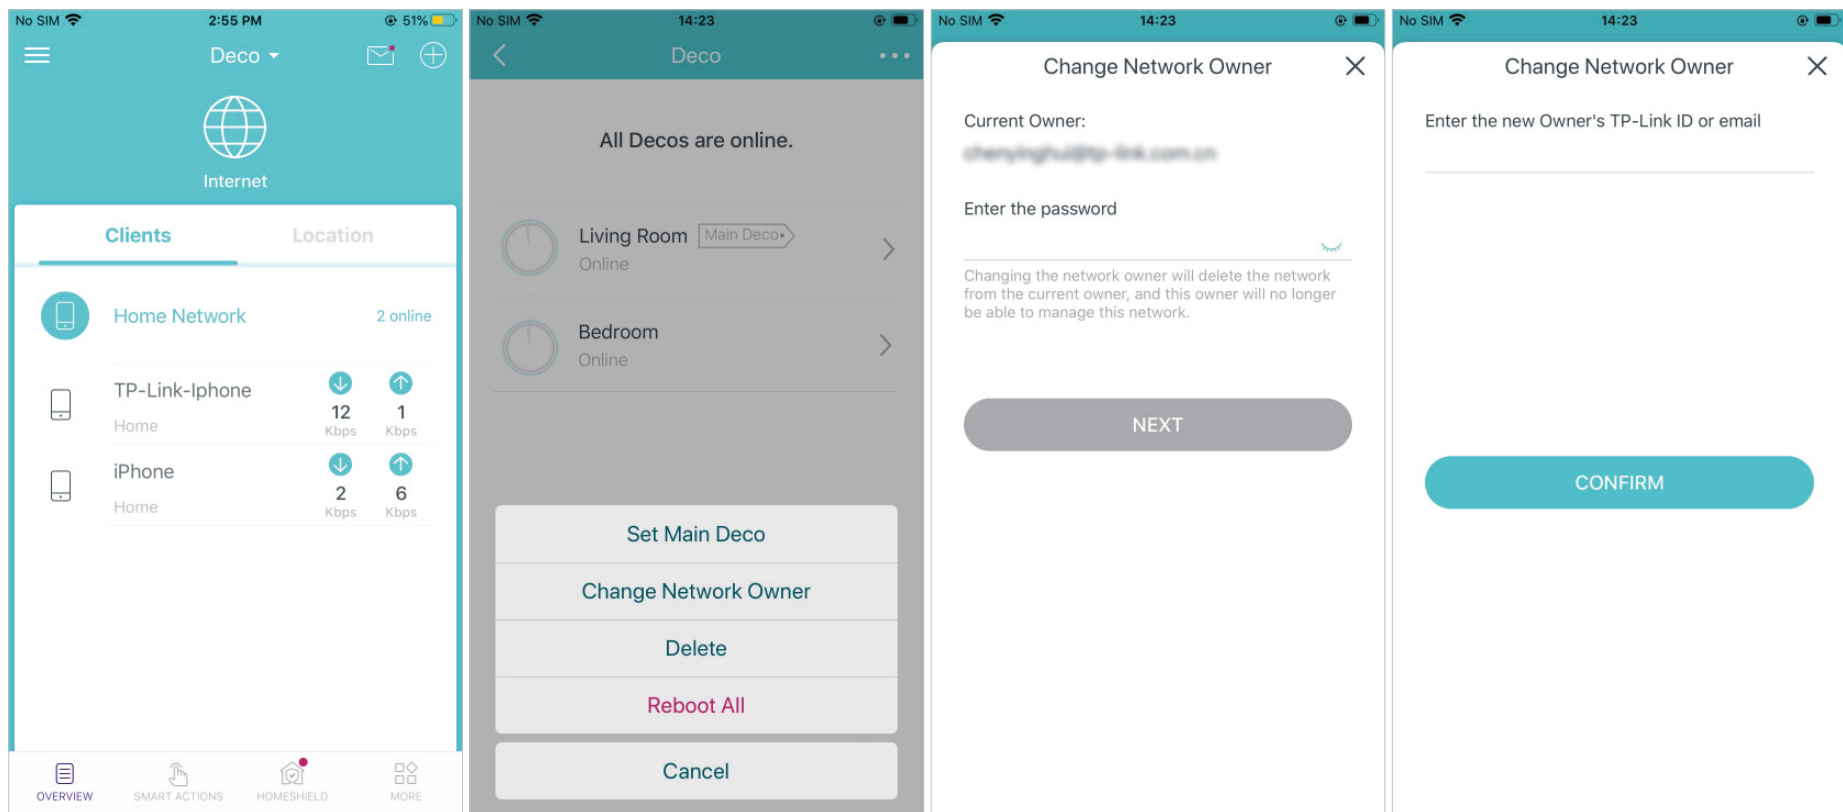 No SIM 2:55 PM 51%
Deco
Internet
Clients Location
Home Network 2 online
TP-Link-Iphone
12 1
Home Kbps Kbps
iPhone
2 6
Home Kbps Kbps
OVERVIEW SMART ACTIONS HOMESHIELD MORE
No SIM 14:23
Deco
All Decos are online.
Living Room Main Deco
Online
Bedroom
Online
Set Main Deco
Change Network Owner
Delete
Reboot All
Cancel
No SIM 14:23
Change Network Owner
Current Owner:
Enter the password
Changing the network owner will delete the network
from the current owner, and this owner will no longer
be able to manage this network.
NEXT
No SIM 14:23
Change Network Owner
Enter the new Owner's TP-Link ID or email
CONFIRM